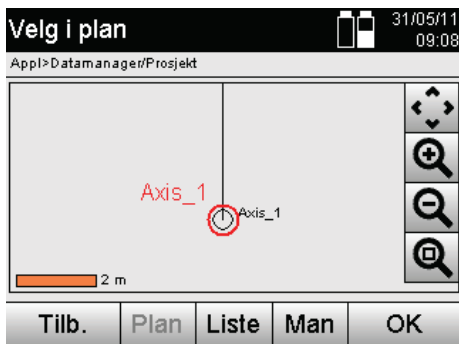 Velg i plan
31/05/11
09:08
Appl>Datamanager/Prosjekt
Axis_1
Axis_1
2 m
Tilb. Plan Liste Man OK